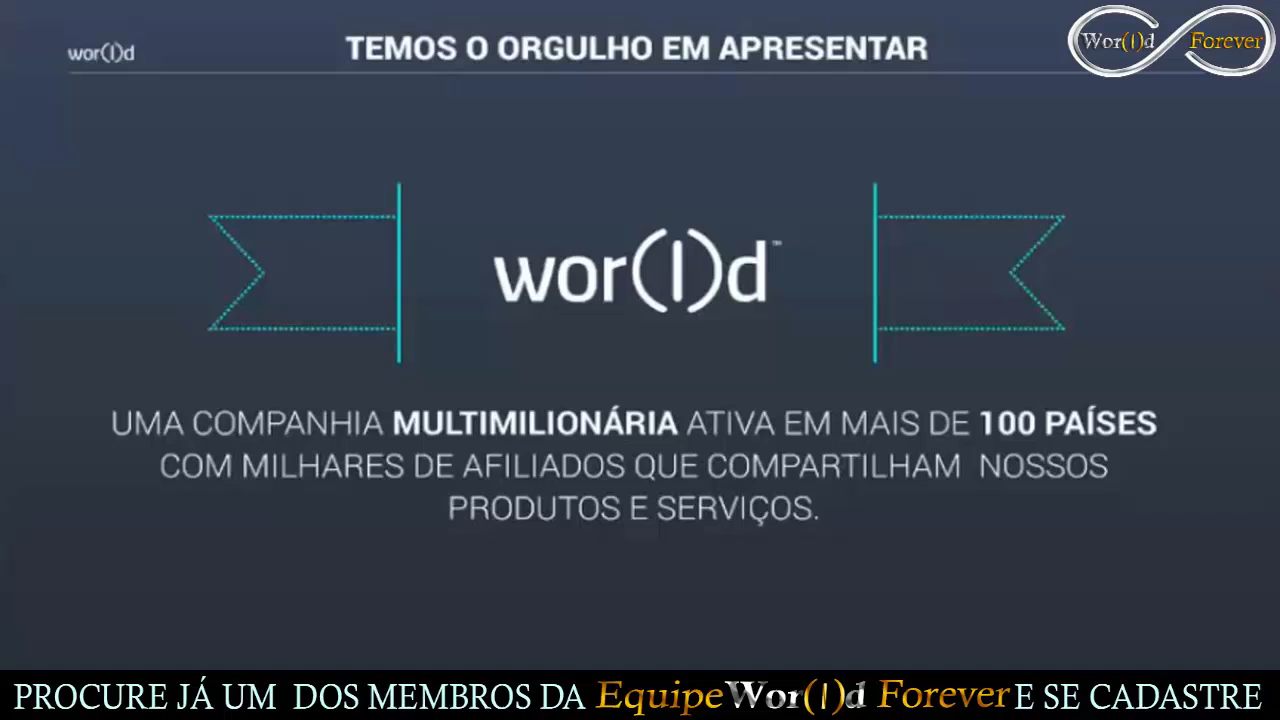 wor(l)d
TEMOS O ORGULHO EM APRESENTAR
Wor(l)d Forever
wor(l)d™
UMA COMPANHIA MULTIMILIONÁRIA ATIVA EM MAIS DE 100 PAÍSES
COM MILHARES DE AFILIADOS QUE COMPARTILHAM NOSSOS
PRODUTOS E SERVIÇOS.
PROCURE JÁ UM DOS MEMBROS DA Equipe Wor(l)d Forever E SE CADASTRE